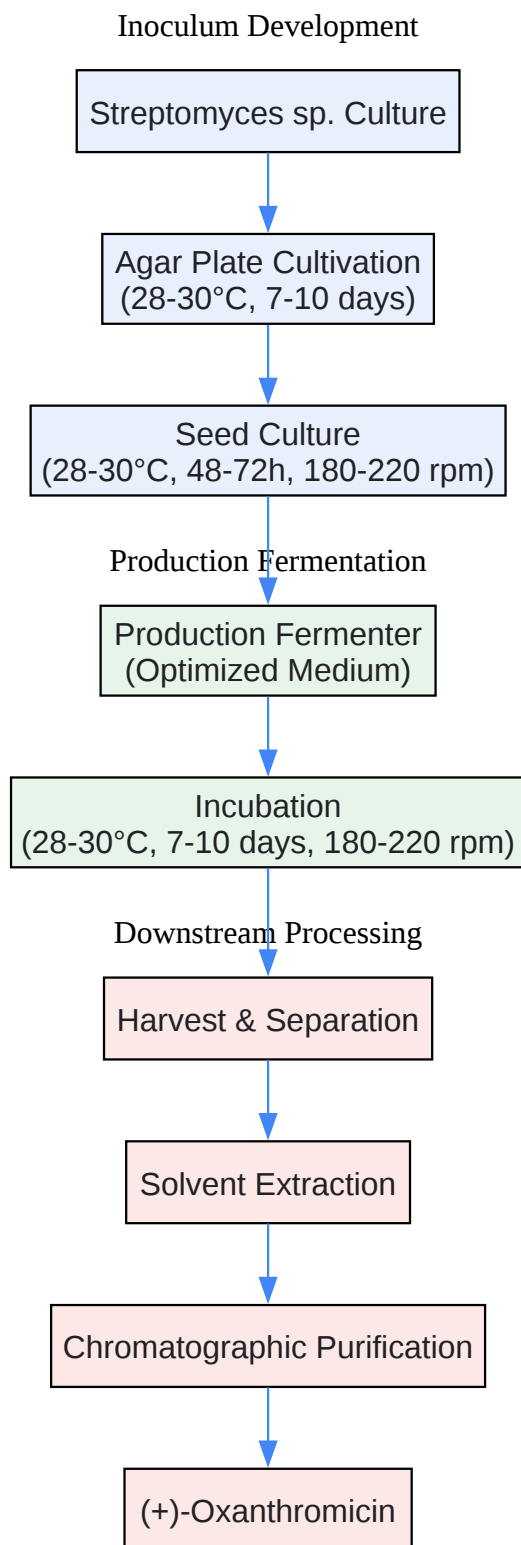 Inoculum Development
Streptomyces sp. Culture
Agar Plate Cultivation
(28-30°C, 7-10 days)
Seed Culture
(28-30°C, 48-72h, 180-220 rpm)
Production Fermentation
Production Fermenter
(Optimized Medium)
Incubation
(28-30°C, 7-10 days, 180-220 rpm)
Downstream Processing
Harvest & Separation
Solvent Extraction
Chromatographic Purification
(+)-Oxanthromicin